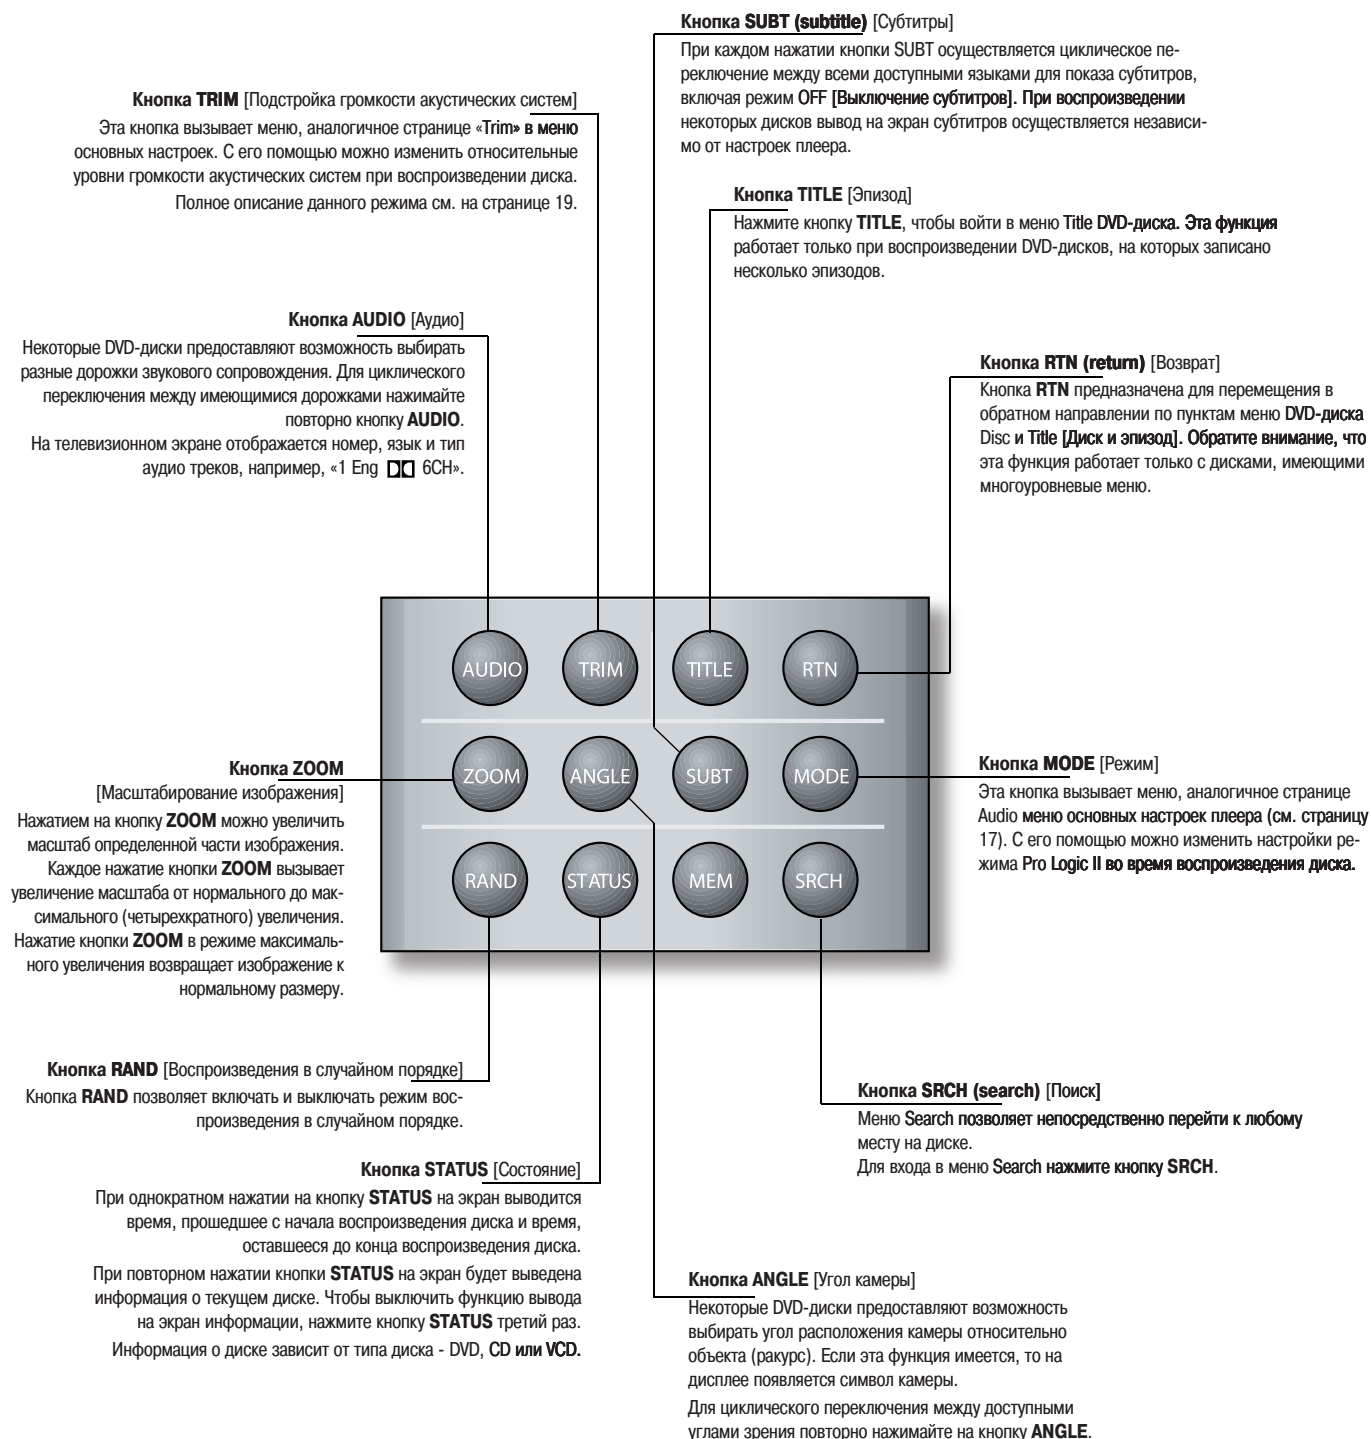 Кнопка SUBT (subtitle) [Субтитры]
При каждом нажатии кнопки SUBT осуществляется циклическое пе-
реключение между всеми доступными языками для показа субтитров,
включая режим OFF [Выключение субтитров]. При воспроизведении
некоторых дисков вывод на экран субтитров осуществляется независи-
мо от настроек плеера.
Кнопка TRIM [Подстройка громкости акустических систем]
Эта кнопка вызывает меню, аналогичное странице «Trim» в меню
основных настроек. С его помощью можно изменить относительные
уровни громкости акустических систем при воспроизведении диска.
Полное описание данного режима см. на странице 19.
Кнопка TITLE [Эпизод]
Нажмите кнопку TITLE, чтобы войти в меню Title DVD-диска. Эта функция
работает только при воспроизведении DVD-дисков, на которых записано
несколько эпизодов.
Кнопка AUDIO [Аудио]
Некоторые DVD-диски предоставляют возможность выбирать
разные дорожки звукового сопровождения. Для циклического
переключения между имеющимися дорожками нажимайте
повторно кнопку AUDIO.
На телевизионном экране отображается номер, язык и тип
аудио треков, например, «1 Eng 6CH».
Кнопка RTN (return) [Возврат]
Кнопка RTN предназначена для перемещения в
обратном направлении по пунктам меню DVD-диска
Disc и Title [Диск и эпизод]. Обратите внимание, что
эта функция работает только с дисками, имеющими
многоуровневые меню.
AUDIO TRIM TITLE RTN
ZOOM ANGLE SUBT MODE
RAND STATUS MEM SRCH
Кнопка ZOOM
[Масштабирование изображения]
Нажатием на кнопку ZOOM можно увеличить
масштаб определенной части изображения.
Каждое нажатие кнопки ZOOM вызывает
увеличение масштаба от нормального до мак-
симального (четырехкратного) увеличения.
Нажатие кнопки ZOOM в режиме максималь-
ного увеличения возвращает изображение к
нормальному размеру.
Кнопка MODE [Режим]
Эта кнопка вызывает меню, аналогичное странице
Audio меню основных настроек плеера (см. страницу
17). С его помощью можно изменить настройки ре-
жима Pro Logic II во время воспроизведения диска.
Кнопка RAND [Воспроизведения в случайном порядке]
Кнопка RAND позволяет включать и выключать режим вос-
произведения в случайном порядке.
Кнопка SRCH (search) [Поиск]
Меню Search позволяет непосредственно перейти к любому
месту на диске.
Для входа в меню Search нажмите кнопку SRCH.
Кнопка STATUS [Состояние]
При однократном нажатии на кнопку STATUS на экран выводится
время, прошедшее с начала воспроизведения диска и время,
оставшееся до конца воспроизведения диска.
При повторном нажатии кнопки STATUS на экран будет выведена
информация о текущем диске. Чтобы выключить функцию вывода
на экран информации, нажмите кнопку STATUS третий раз.
Информация о диске зависит от типа диска - DVD, CD или VCD.
Кнопка ANGLE [Угол камеры]
Некоторые DVD-диски предоставляют возможность
выбирать угол расположения камеры относительно
объекта (ракурс). Если эта функция имеется, то на
дисплее появляется символ камеры.
Для циклического переключения между доступными
углами зрения повторно нажимайте на кнопку ANGLE.